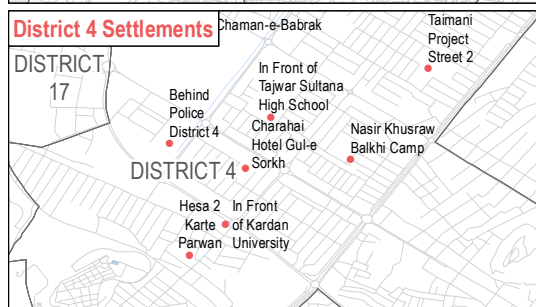 District 4 Settlements
Chaman-e-Babrak
Taimani
Project
Street 2
DISTRICT
17
In Front of
Tajwar Sultana
High School
Behind
Police
District 4
Charahai
Hotel Gul-e
Sorkh
Nasir Khusraw
Balkhi Camp
DISTRICT 4
Hesa 2
Karte
Parwan
In Front
of Kardan
University